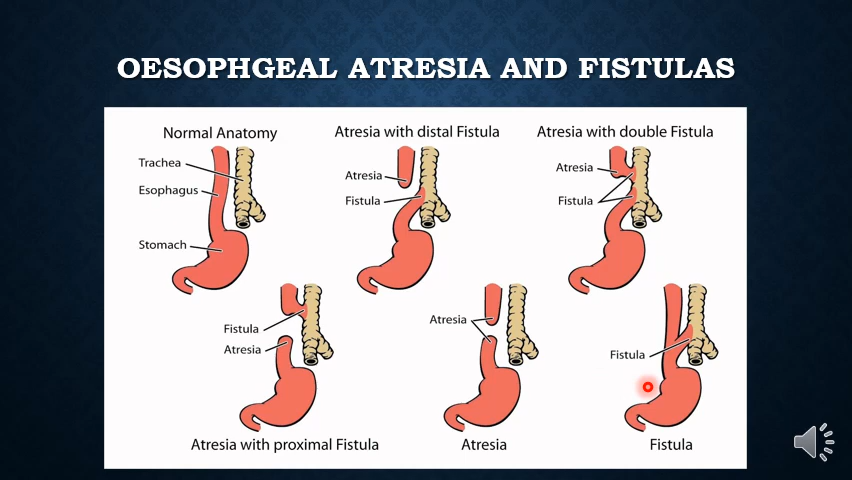 OESOPHGEAL ATRESIA AND FISTULAS
Normal Anatomy
Trachea
Esophagus
Stomach
Atresia with distal Fistula
Atresia
Fistula
Atresia with double Fistula
Atresia
Fistula
Fistula
Atresia
Atresia with proximal Fistula
Atresia
Atresia
Fistula
Fistula